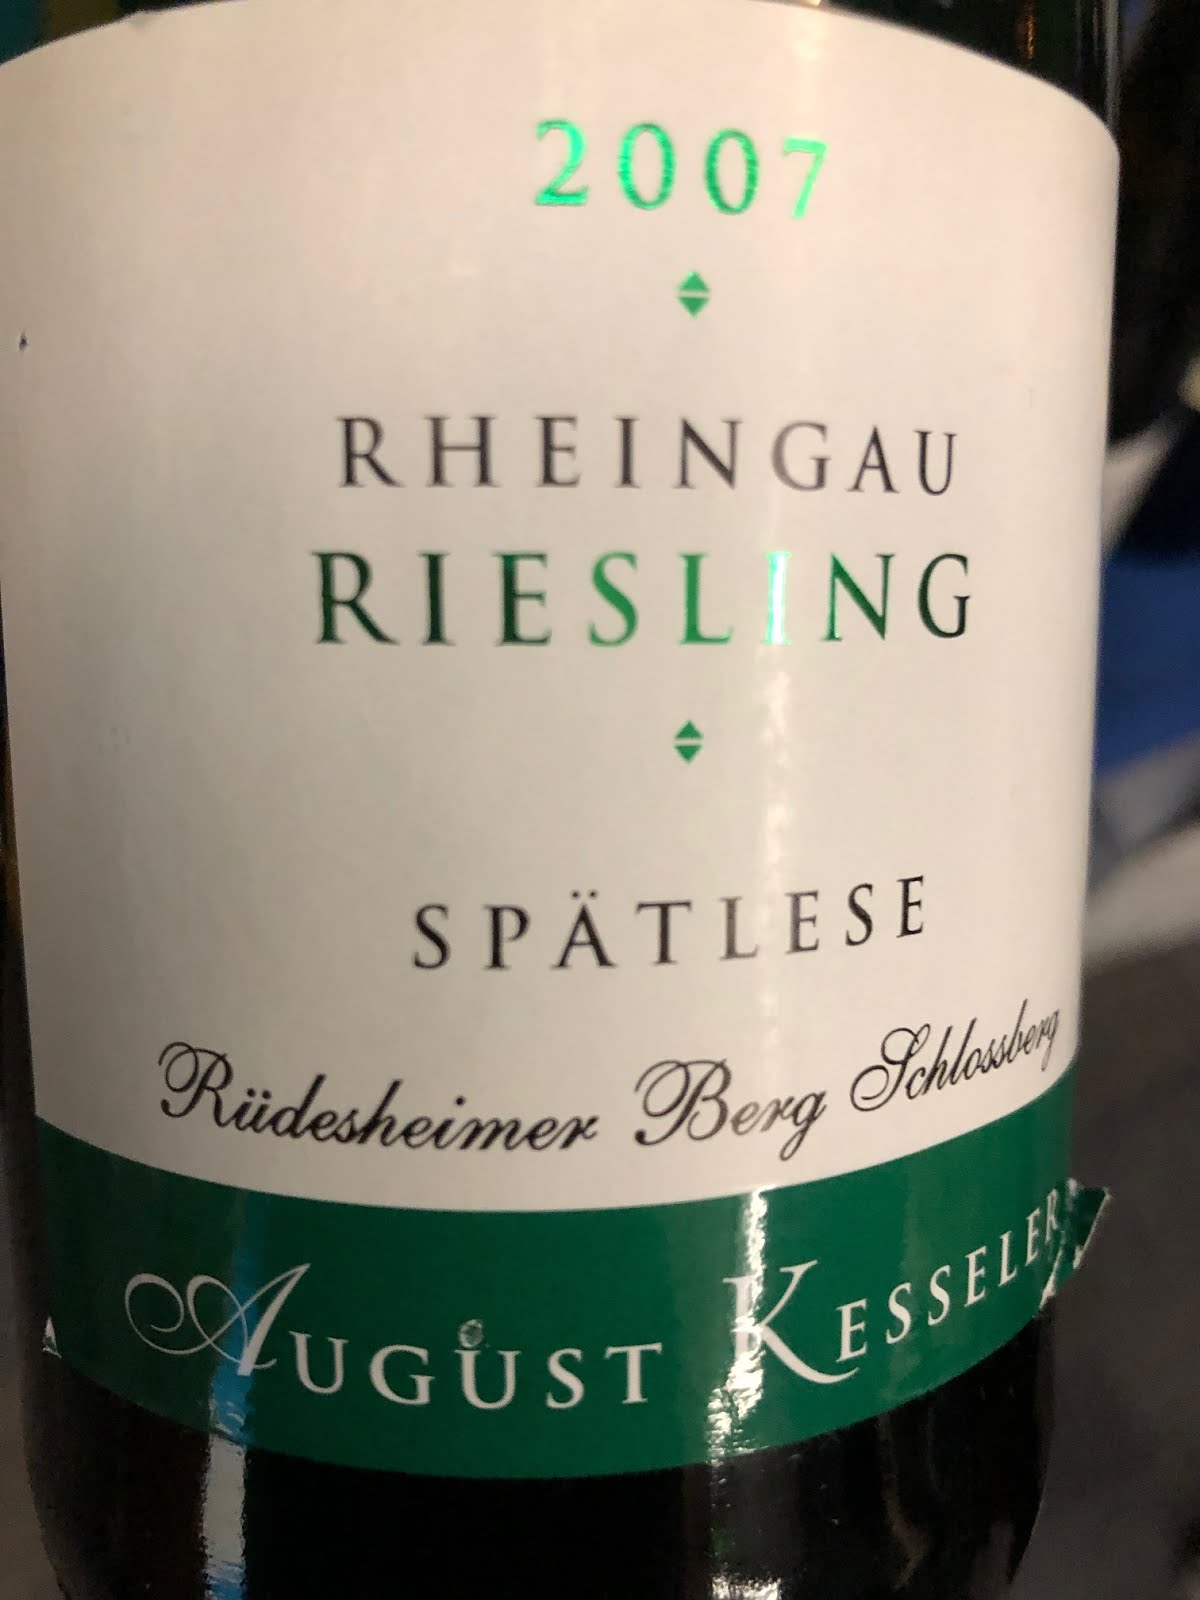 2007
RHEINGAU
RIESLING
SPÄTLESE
Rüdesheimer Berg Schlossberg
AUGUST KESSELER